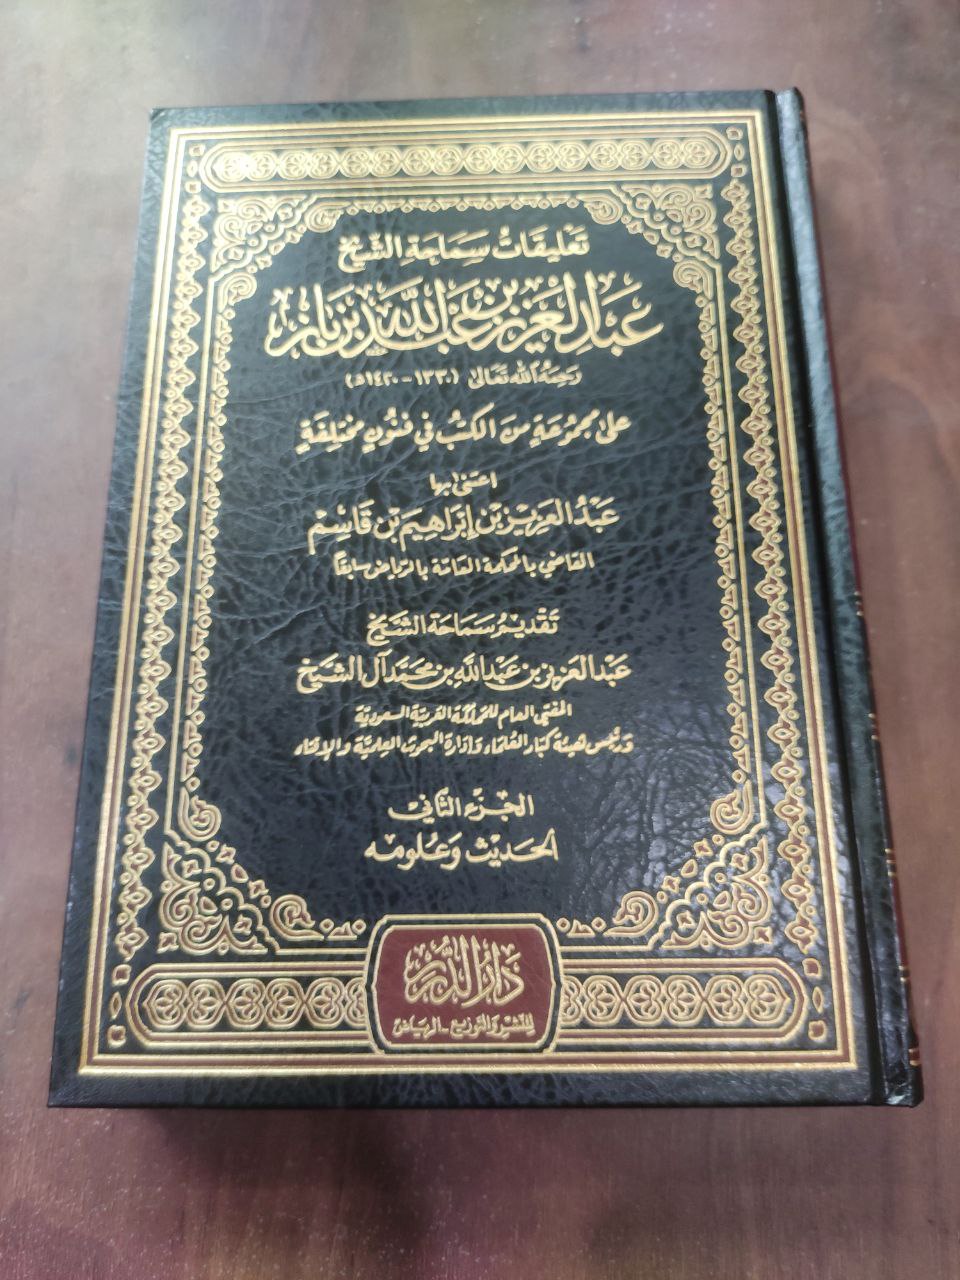 تعليقات سماحة الشيخ
عبد العزيز بن عبد الله بن باز
رحمه الله تعالى (١٣٣٠ - ١٤٢٠هـ)
على مجموعة من الكتب في فنون مختلفة
اعتنى بها
عبد العزيز بن إبراهيم بن قاسم
القاضي بالمحكمة العامة بالرياض سابقا
تقديم سماحة الشيخ
عبد العزيز بن عبد الله بن محمد آل الشيخ
المفتي العام للمملكة العربية السعودية
ورئيس هيئة كبار العلماء وإدارة البحوث العلمية والإفتاء
الجزء الثاني
الحديث وعلومه
دار الدرر
للنشر والتوزيع - الرياض